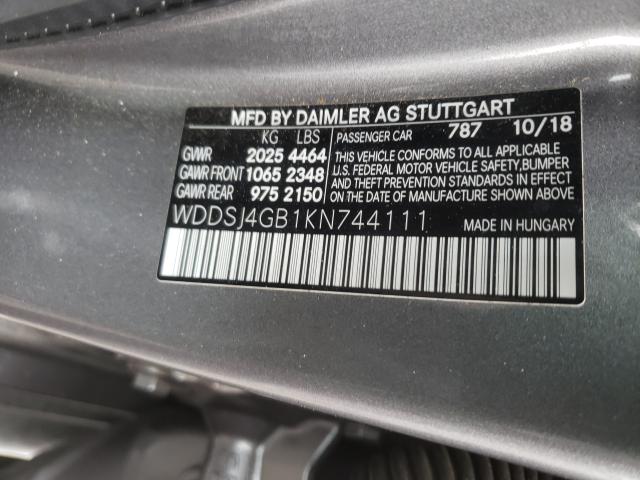 MFD BY DAIMLER AG STUTTGART
KG LBS
GVWR 2025 4464
GAWR FRONT 1065 2348
GAWR REAR 975 2150
PASSENGER CAR 787 10/18
THIS VEHICLE CONFORMS TO ALL APPLICABLE
U.S. FEDERAL MOTOR VEHICLE SAFETY, BUMPER
AND THEFT PREVENTION STANDARDS IN EFFECT
ON THE DATE OF MANUFACTURE SHOWN ABOVE.
WDDSJ4GB1KN744111 MADE IN HUNGARY